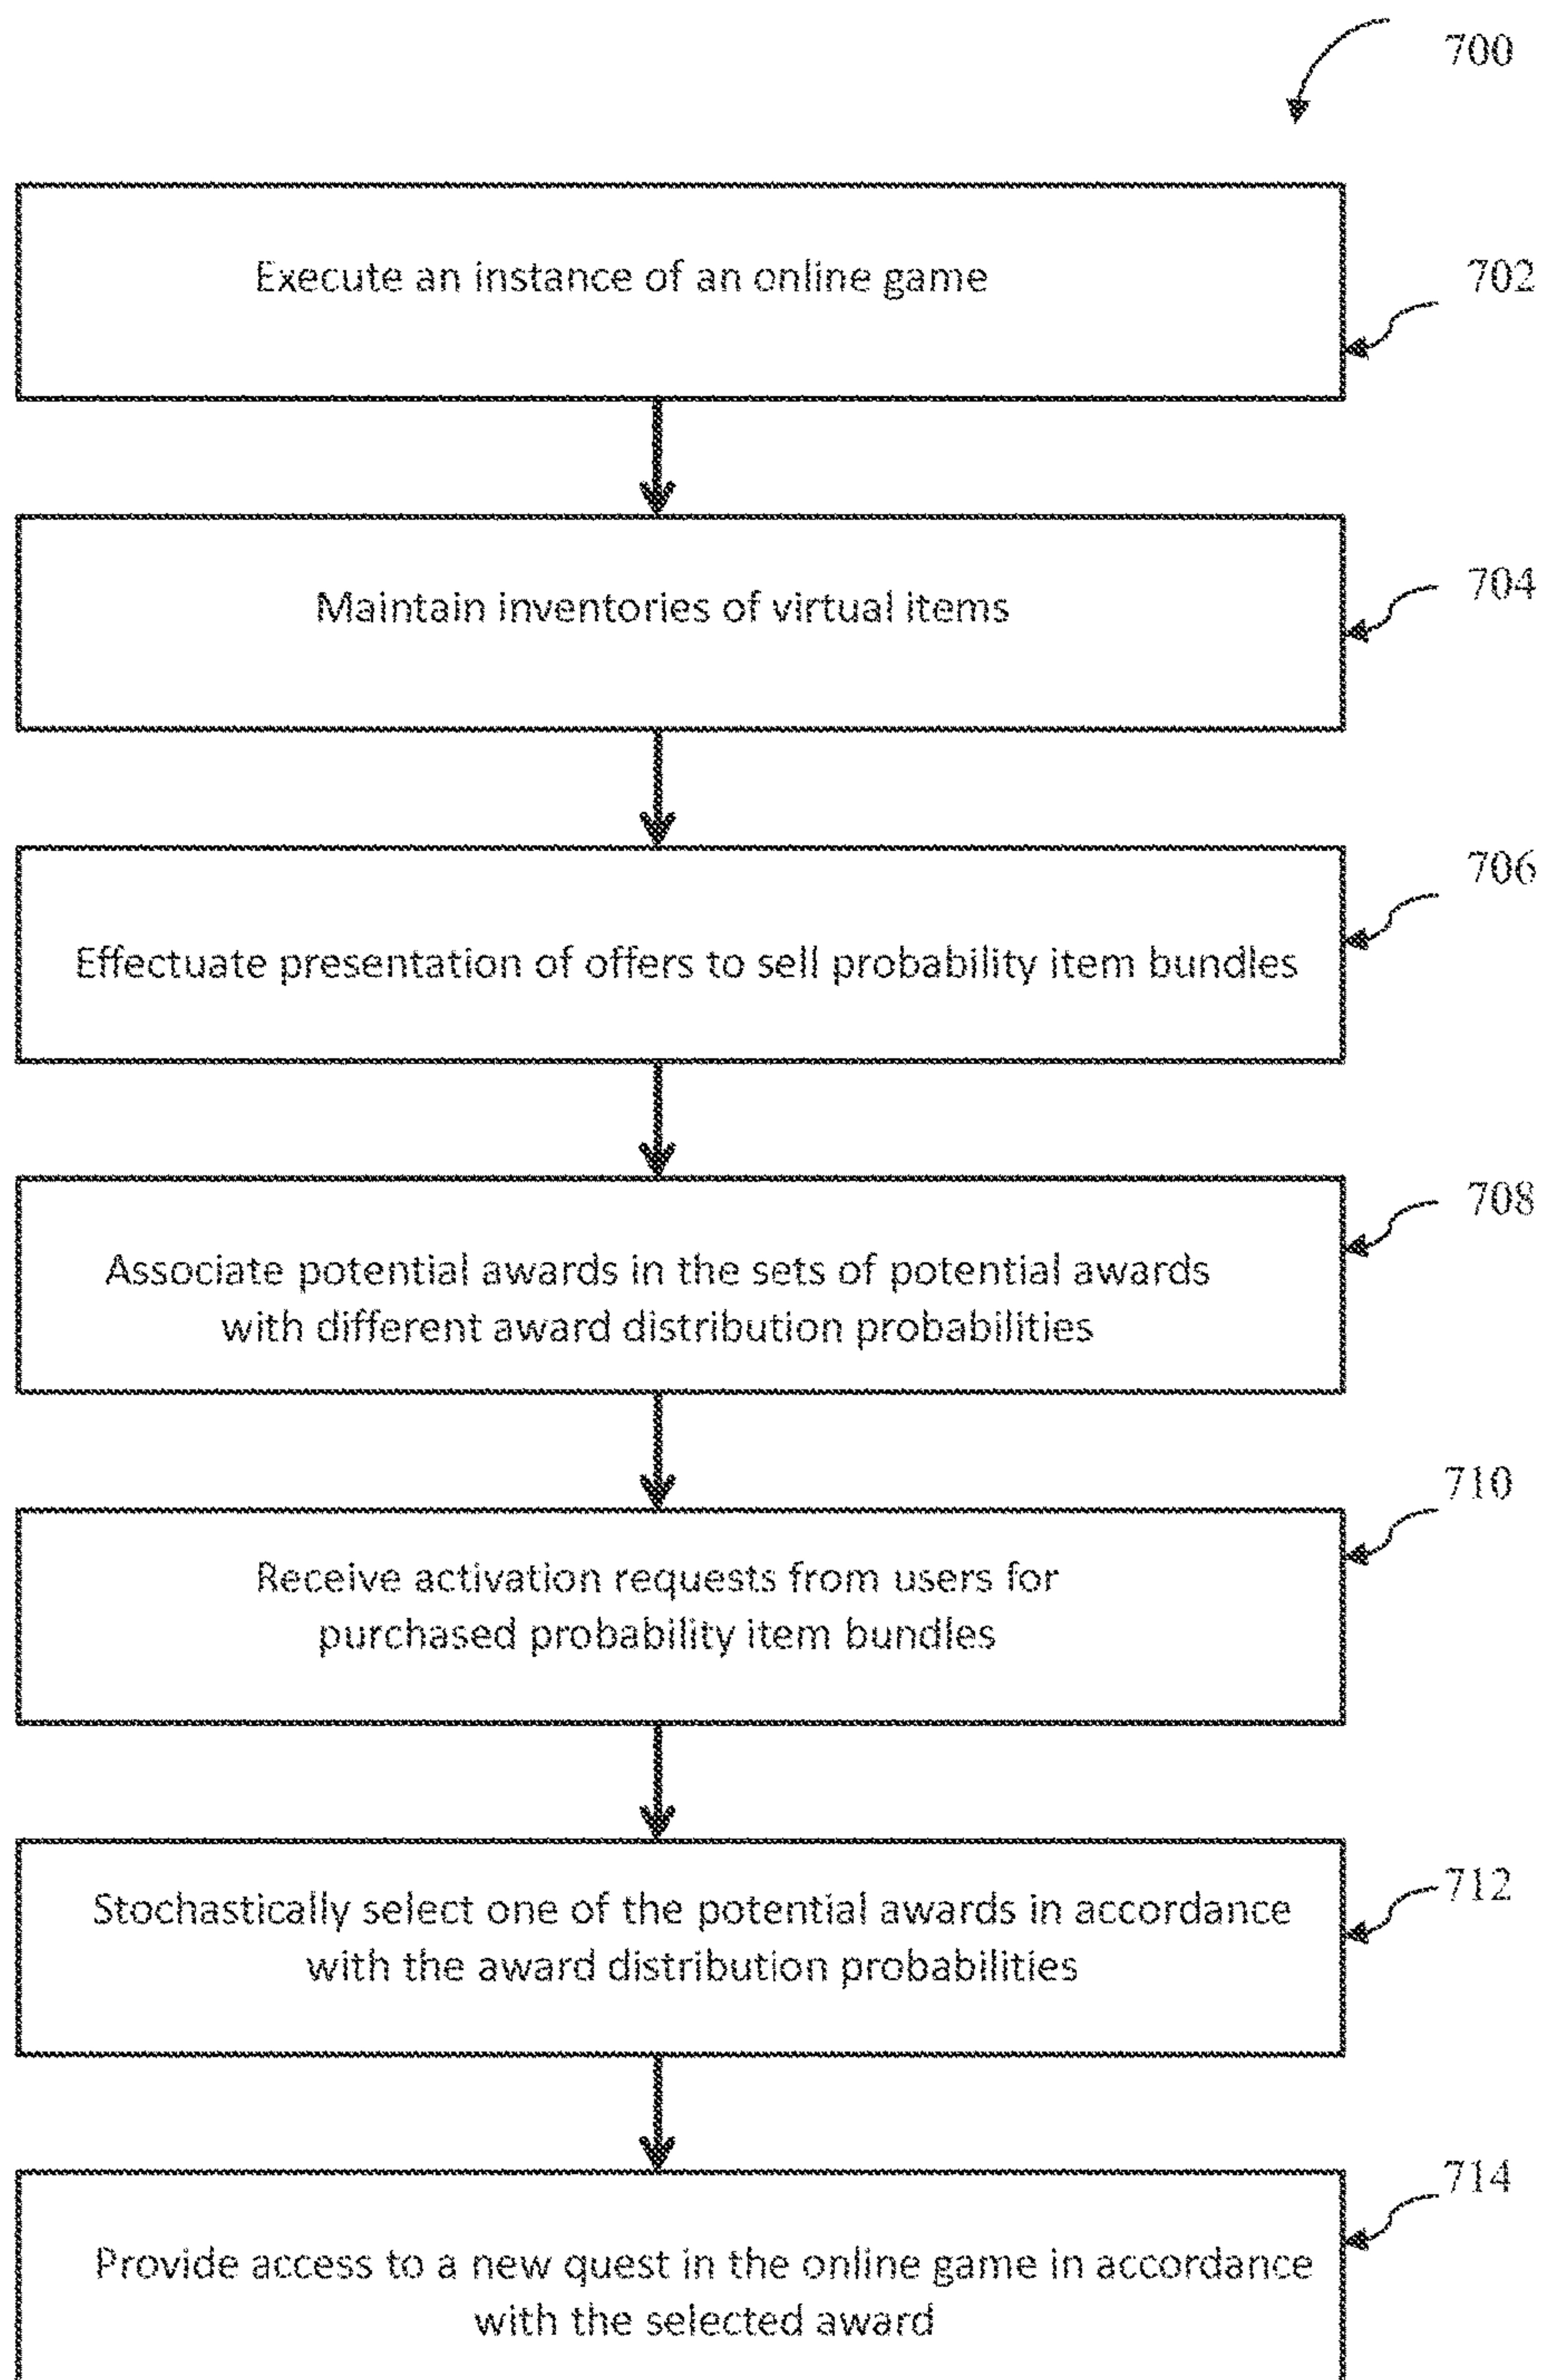 700
Execute an instance of an online game
702
Maintain inventories of virtual items
704
706
Effectuate presentation of offers to sell probability item bundles
708
Associate potential awards in the sets of potential awards
with different award distribution probabilities
710
Receive activation requests from users for
purchased probability item bundles
712
Stochastically select one of the potential awards in accordance
with the award distribution probabilities
714
Provide access to a new quest in the online game in accordance
with the selected award